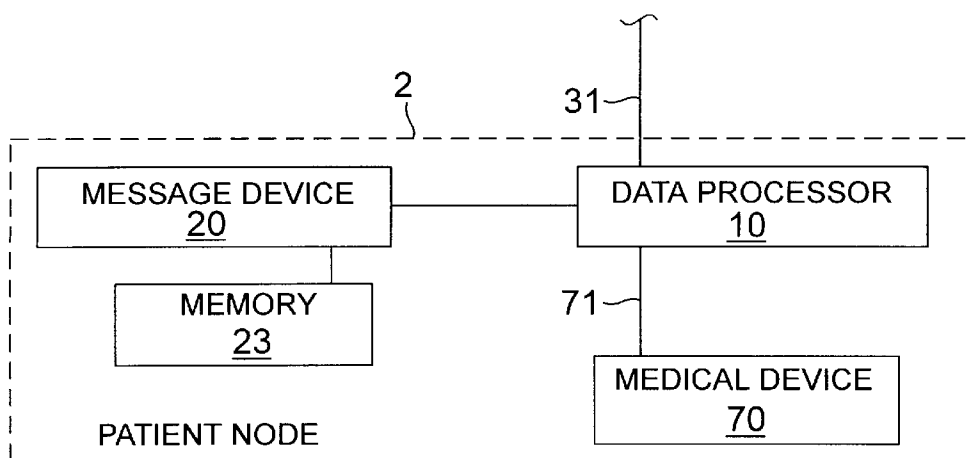 2
31
MESSAGE DEVICE
20
DATA PROCESSOR
10
MEMORY
23
71
MEDICAL DEVICE
70
PATIENT NODE